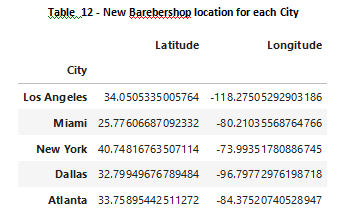 Table 12 - New Barebershop location for each City
Latitude Longitude
City
Los Angeles 34.0505335005764 -118.27505292903186
Miami 25.77606687092332 -80.21035568764766
New York 40.74816763507114 -73.99351780886745
Dallas 32.79949676789484 -96.79772976198718
Atlanta 33.75895442511272 -84.37520740528947